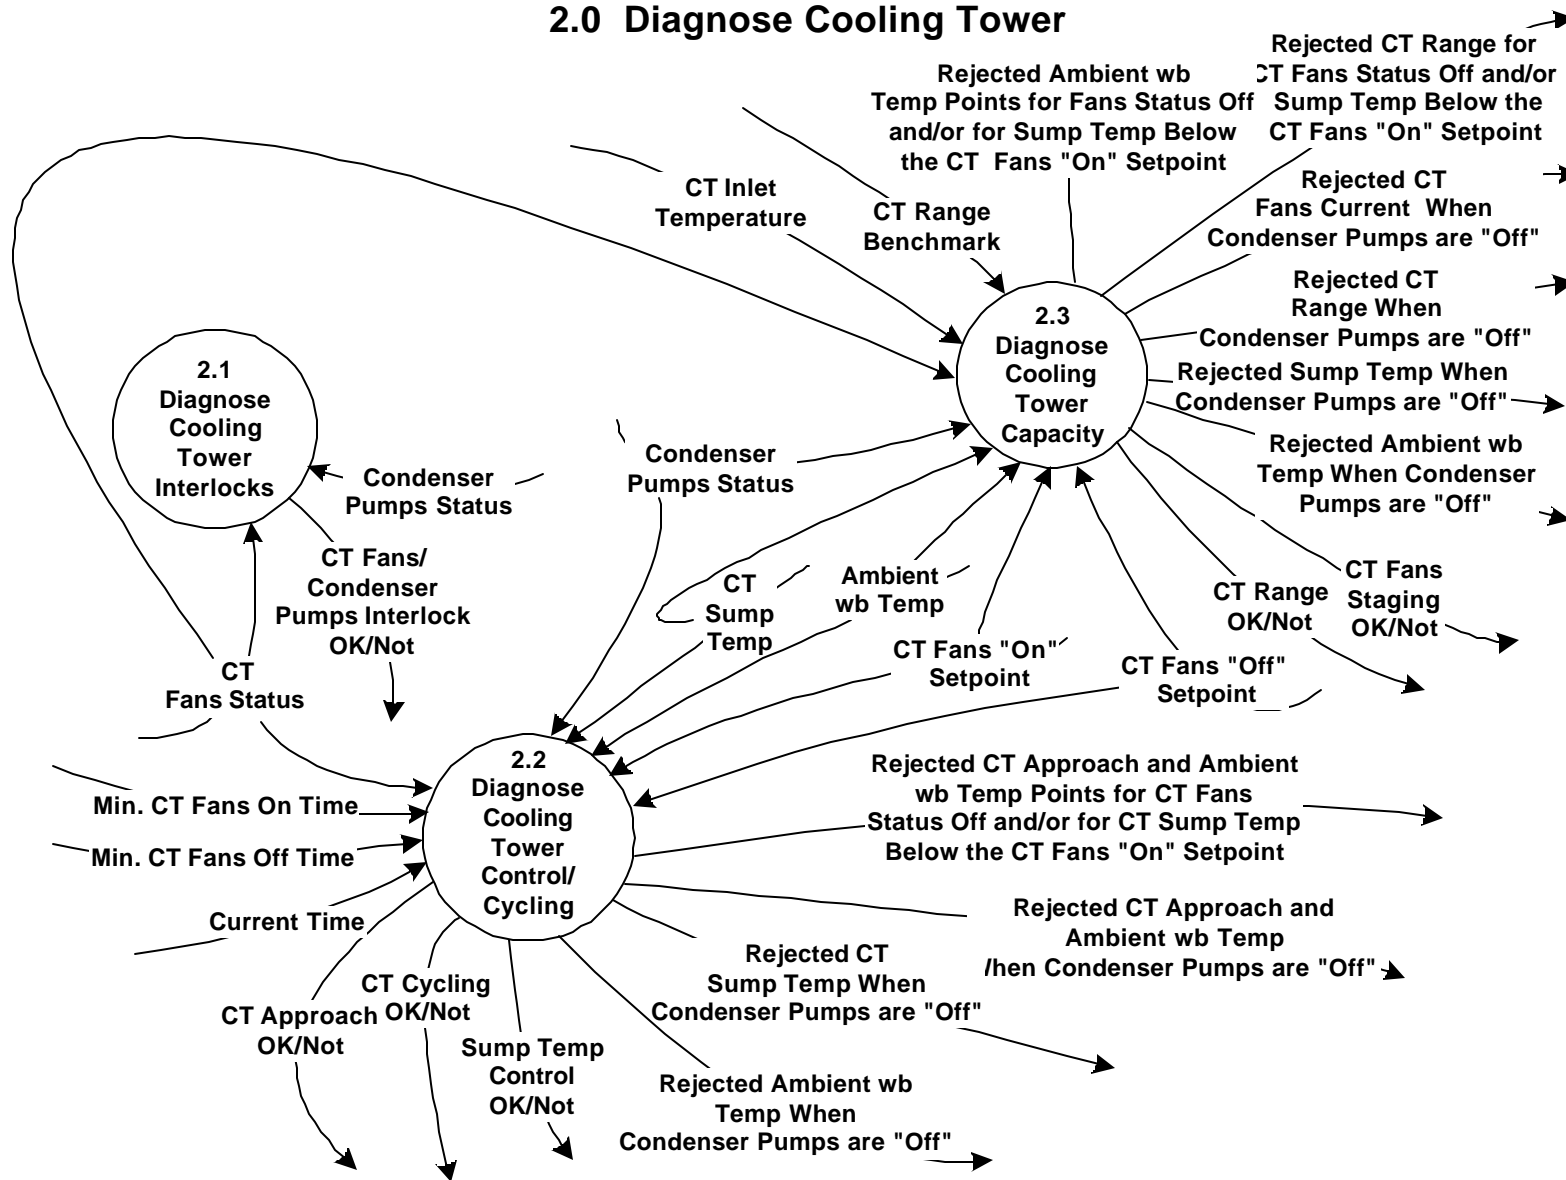 2.0 Diagnose Cooling Tower
Rejected CT Range for
CT Fans Status Off and/or
Sump Temp Below the
CT Fans "On" Setpoint
Rejected Ambient wb
Temp Points for Fans Status Off
and/or for Sump Temp Below
the CT Fans "On" Setpoint
CT Inlet
Temperature
CT Range
Benchmark
Rejected CT
Fans Current When
Condenser Pumps are "Off"
Rejected CT
Range When
Condenser Pumps are "Off"
2.3
Diagnose
Cooling
Tower
Capacity
Rejected Sump Temp When
Condenser Pumps are "Off"
Rejected Ambient wb
Temp When Condenser
Pumps are "Off"
2.1
Diagnose
Cooling
Tower
Interlocks
Condenser
Pumps Status
Condenser
Pumps Status
CT Fans/
Condenser
Pumps Interlock
OK/Not
CT
Sump
Temp
Ambient
wb Temp
CT Range
OK/Not
CT Fans
Staging
OK/Not
CT Fans "On"
Setpoint
CT Fans "Off"
Setpoint
CT
Fans Status
2.2
Diagnose
Cooling
Tower
Control/
Cycling
Min. CT Fans On Time
Min. CT Fans Off Time
Current Time
Rejected CT Approach and Ambient
wb Temp Points for CT Fans
Status Off and/or for CT Sump Temp
Below the CT Fans "On" Setpoint
Rejected CT Approach and
Ambient wb Temp
hen Condenser Pumps are "Off"
Rejected CT
Sump Temp When
Condenser Pumps are "Off"
CT Approach
OK/Not
CT Cycling
OK/Not
Sump Temp
Control
OK/Not
Rejected Ambient wb
Temp When
Condenser Pumps are "Off"